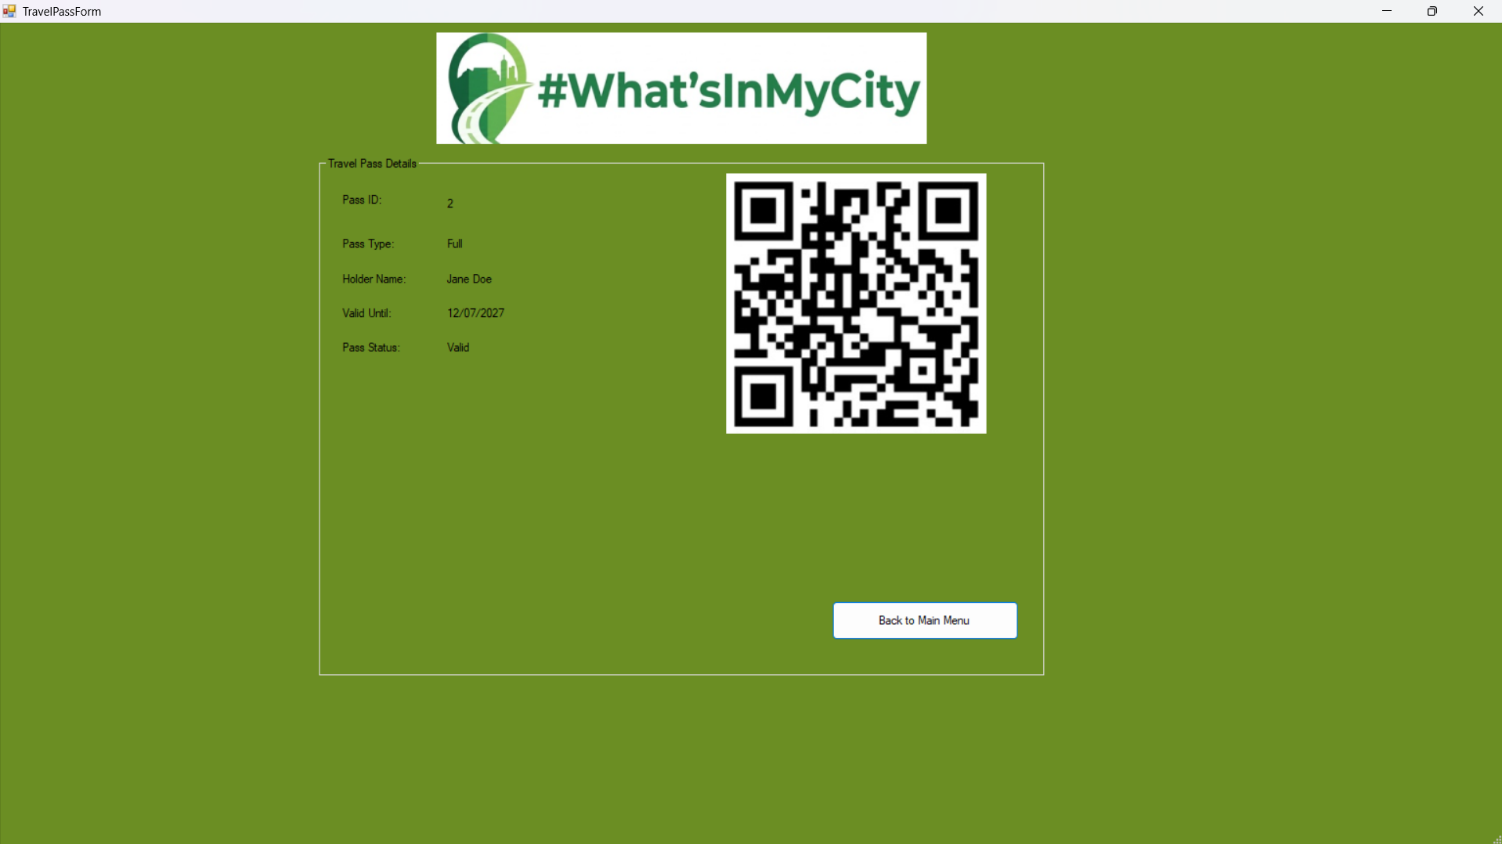 TravelPassForm
#What'sInMyCity
Travel Pass Details
Pass ID: 2
Pass Type: Full
Holder Name: Jane Doe
Valid Until: 12/07/2027
Pass Status: Valid
Back to Main Menu